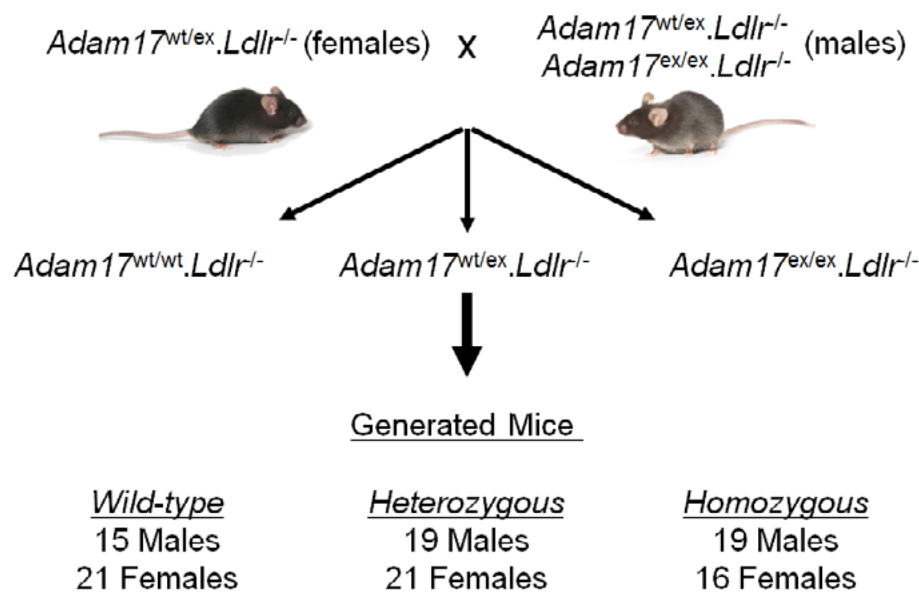 Adam17wt/ex.Ldlr-/- (females) X Adam17wt/ex.Ldlr-/-
Adam17ex/ex.Ldlr-/- (males)
Adam17wt/wt.Ldlr-/- Adam17wt/ex.Ldlr-/- Adam17ex/ex.Ldlr-/-
Generated Mice
Wild-type Heterozygous Homozygous
15 Males 19 Males 19 Males
21 Females 21 Females 16 Females